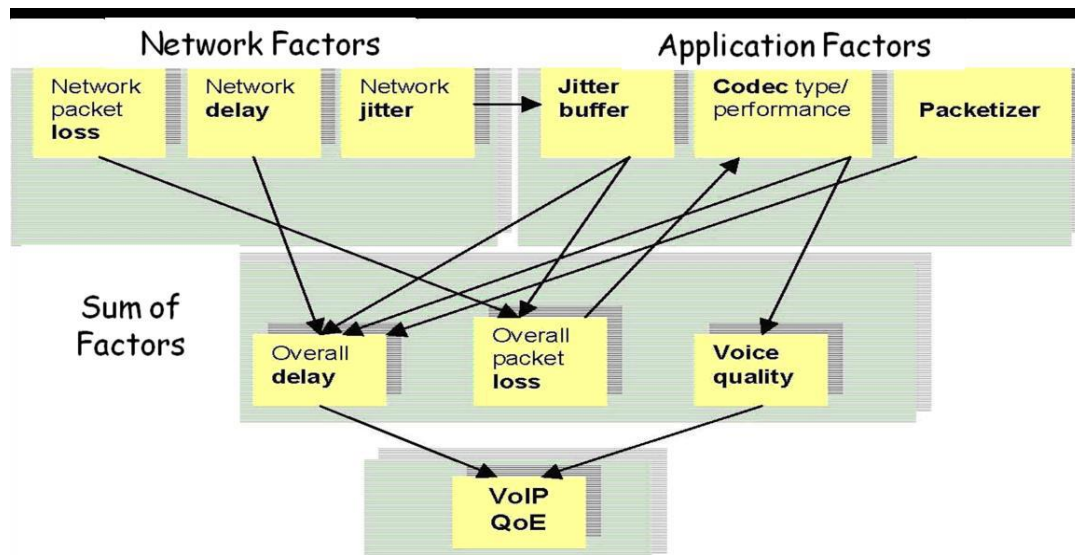 Network Factors
Application Factors
Network
packet
loss
Network
delay
Network
jitter
Jitter
buffer
Codec type/
performance
Packetizer
Sum of
Factors
Overall
delay
Overall
packet
loss
Voice
quality
VoIP
QoE